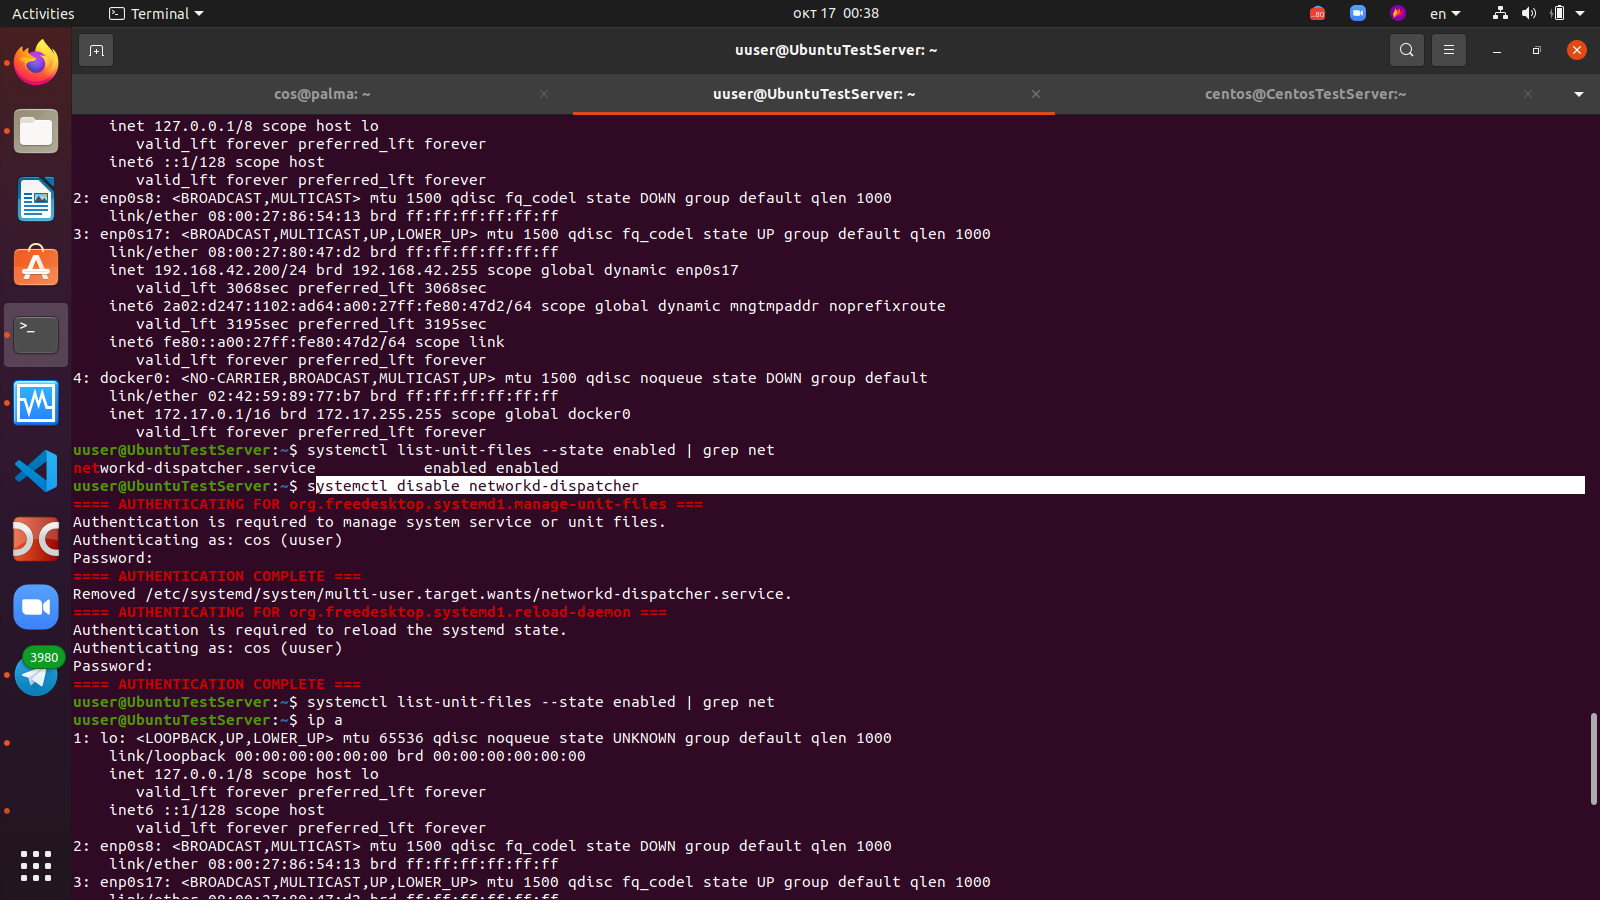 Activities
Terminal
окт 17 00:38
80
en
uuser@UbuntuTestServer: ~
cos@palma: ~
uuser@UbuntuTestServer: ~
centos@CentosTestServer:~
inet 127.0.0.1/8 scope host lo
valid_lft forever preferred_lft forever
inet6 ::1/128 scope host
valid_lft forever preferred_lft forever
2: enp0s8: <BROADCAST,MULTICAST> mtu 1500 qdisc fq_codel state DOWN group default qlen 1000
link/ether 08:00:27:86:54:13 brd ff:ff:ff:ff:ff:ff
3: enp0s17: <BROADCAST,MULTICAST,UP,LOWER_UP> mtu 1500 qdisc fq_codel state UP group default qlen 1000
link/ether 08:00:27:80:47:d2 brd ff:ff:ff:ff:ff:ff
inet 192.168.42.200/24 brd 192.168.42.255 scope global dynamic enp0s17
valid_lft 3068sec preferred_lft 3068sec
inet6 2a02:d247:1102:ad64:a00:27ff:fe80:47d2/64 scope global dynamic mngtmpaddr noprefixroute
valid_lft 3195sec preferred_lft 3195sec
inet6 fe80::a00:27ff:fe80:47d2/64 scope link
valid_lft forever preferred_lft forever
4: docker0: <NO-CARRIER,BROADCAST,MULTICAST,UP> mtu 1500 qdisc noqueue state DOWN group default
link/ether 02:42:59:89:77:b7 brd ff:ff:ff:ff:ff:ff
inet 172.17.0.1/16 brd 172.17.255.255 scope global docker0
valid_lft forever preferred_lft forever
uuser@UbuntuTestServer:~$ systemctl list-unit-files --state enabled | grep net
networkd-dispatcher.service enabled enabled
uuser@UbuntuTestServer:~$ systemctl disable networkd-dispatcher
==== AUTHENTICATING FOR org.freedesktop.systemd1.manage-unit-files ===
Authentication is required to manage system service or unit files.
Authenticating as: cos (uuser)
Password:
==== AUTHENTICATION COMPLETE ===
Removed /etc/systemd/system/multi-user.target.wants/networkd-dispatcher.service.
==== AUTHENTICATING FOR org.freedesktop.systemd1.reload-daemon ===
Authentication is required to reload the systemd state.
Authenticating as: cos (uuser)
Password:
==== AUTHENTICATION COMPLETE ===
uuser@UbuntuTestServer:~$ systemctl list-unit-files --state enabled | grep net
uuser@UbuntuTestServer:~$ ip a
1: lo: <LOOPBACK,UP,LOWER_UP> mtu 65536 qdisc noqueue state UNKNOWN group default qlen 1000
link/loopback 00:00:00:00:00:00 brd 00:00:00:00:00:00
inet 127.0.0.1/8 scope host lo
valid_lft forever preferred_lft forever
inet6 ::1/128 scope host
valid_lft forever preferred_lft forever
2: enp0s8: <BROADCAST,MULTICAST> mtu 1500 qdisc fq_codel state DOWN group default qlen 1000
link/ether 08:00:27:86:54:13 brd ff:ff:ff:ff:ff:ff
3: enp0s17: <BROADCAST,MULTICAST,UP,LOWER_UP> mtu 1500 qdisc fq_codel state UP group default qlen 1000
link/ether 08:00:27:80:47:d2 brd ff:ff:ff:ff:ff:ff
3980